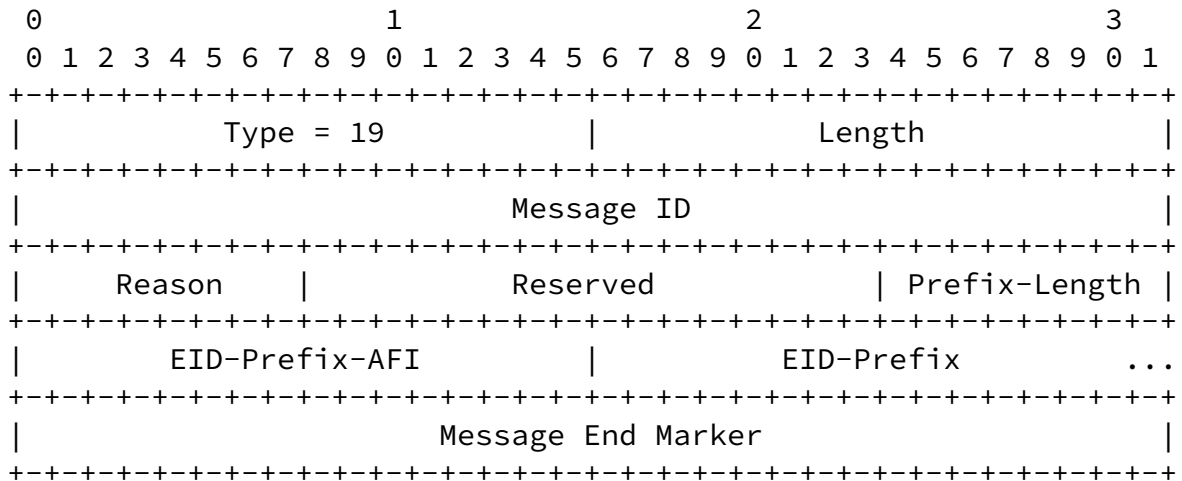 0                   1                   2                   3
 0 1 2 3 4 5 6 7 8 9 0 1 2 3 4 5 6 7 8 9 0 1 2 3 4 5 6 7 8 9 0 1
+-+-+-+-+-+-+-+-+-+-+-+-+-+-+-+-+-+-+-+-+-+-+-+-+-+-+-+-+-+-+-+-+
|           Type = 19           |            Length             |
+-+-+-+-+-+-+-+-+-+-+-+-+-+-+-+-+-+-+-+-+-+-+-+-+-+-+-+-+-+-+-+-+
|                           Message ID                          |
+-+-+-+-+-+-+-+-+-+-+-+-+-+-+-+-+-+-+-+-+-+-+-+-+-+-+-+-+-+-+-+-+
|     Reason    |           Reserved            | Prefix-Length |
+-+-+-+-+-+-+-+-+-+-+-+-+-+-+-+-+-+-+-+-+-+-+-+-+-+-+-+-+-+-+-+-+
|        EID-Prefix-AFI         |          EID-Prefix         ...
+-+-+-+-+-+-+-+-+-+-+-+-+-+-+-+-+-+-+-+-+-+-+-+-+-+-+-+-+-+-+-+-+
|                       Message End Marker                      |
+-+-+-+-+-+-+-+-+-+-+-+-+-+-+-+-+-+-+-+-+-+-+-+-+-+-+-+-+-+-+-+-+